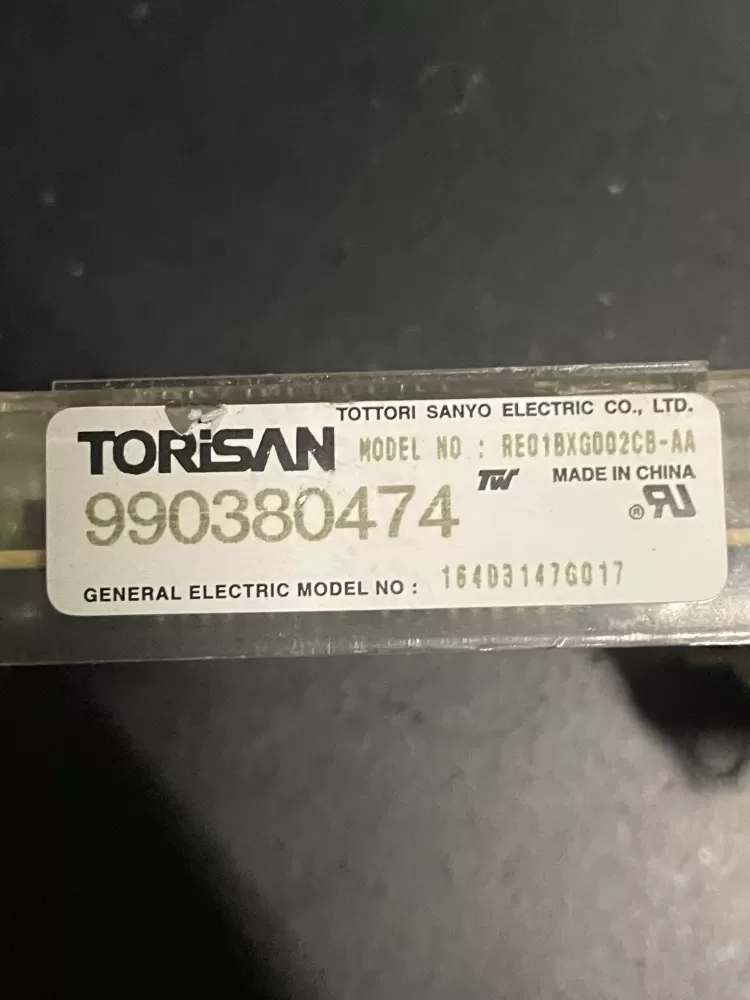 TOTTORI SANYO ELECTRIC CO., LTD.
TORiSAN MODEL NO : RE01BXG002CB-AA
TW MADE IN CHINA
990380474 ® RU
GENERAL ELECTRIC MODEL NO : 164D3147G017